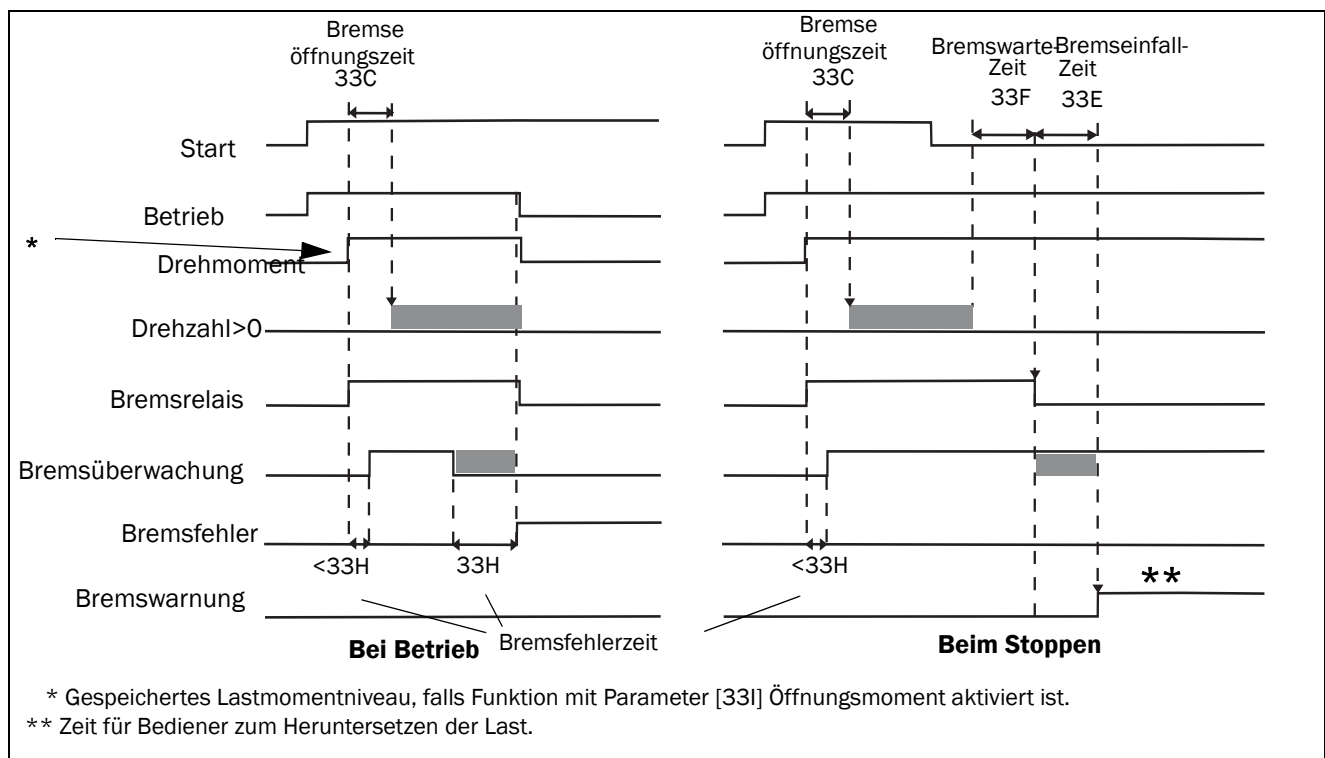 Bremse
öffnungszeit
33C
Bremse
öffnungszeit
33C
Bremswarte-
Zeit
33F
Bremseinfall-
Zeit
33E
Start
Betrieb
*
Drehmoment
Drehzahl>0
Bremsrelais
Bremsüberwachung
Bremsfehler
<33H
33H
<33H
Bremswarnung
**
Bei Betrieb
Bremsfehlerzeit
Beim Stoppen
* Gespeichertes Lastmomentniveau, falls Funktion mit Parameter [33I] Öffnungsmoment aktiviert ist.
** Zeit für Bediener zum Heruntersetzen der Last.